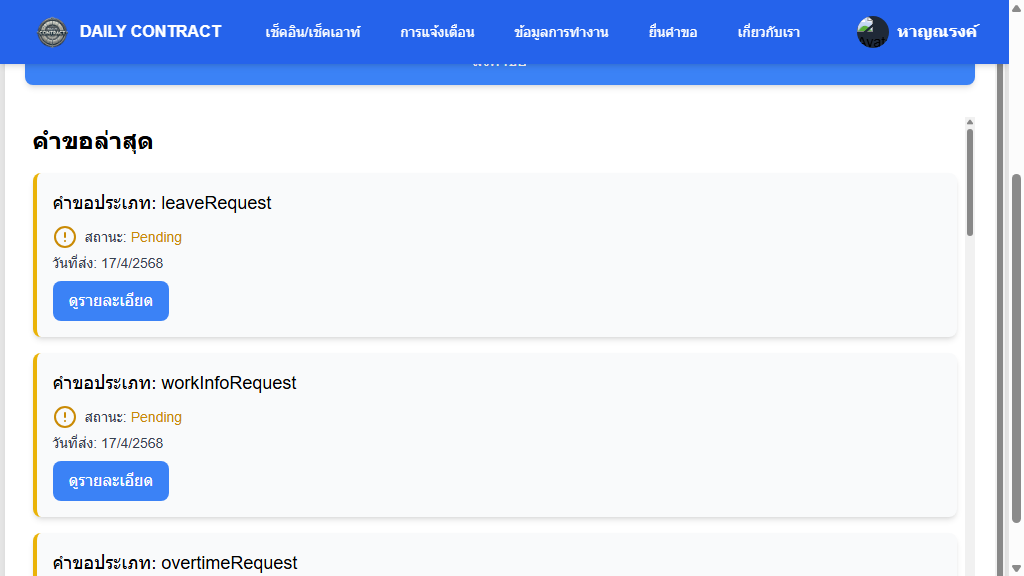 DAILY CONTRACT
เช็คอิน/เช็คเอาท์
การแจ้งเตือน
ข้อมูลการทำงาน
ยื่นคำขอ
เกี่ยวกับเรา
หาญณรงค์
คำขอล่าสุด
คำขอประเภท: leaveRequest
สถานะ: Pending
วันที่ส่ง: 17/4/2568
ดูรายละเอียด
คำขอประเภท: workInfoRequest
สถานะ: Pending
วันที่ส่ง: 17/4/2568
ดูรายละเอียด
คำขอประเภท: overtimeRequest